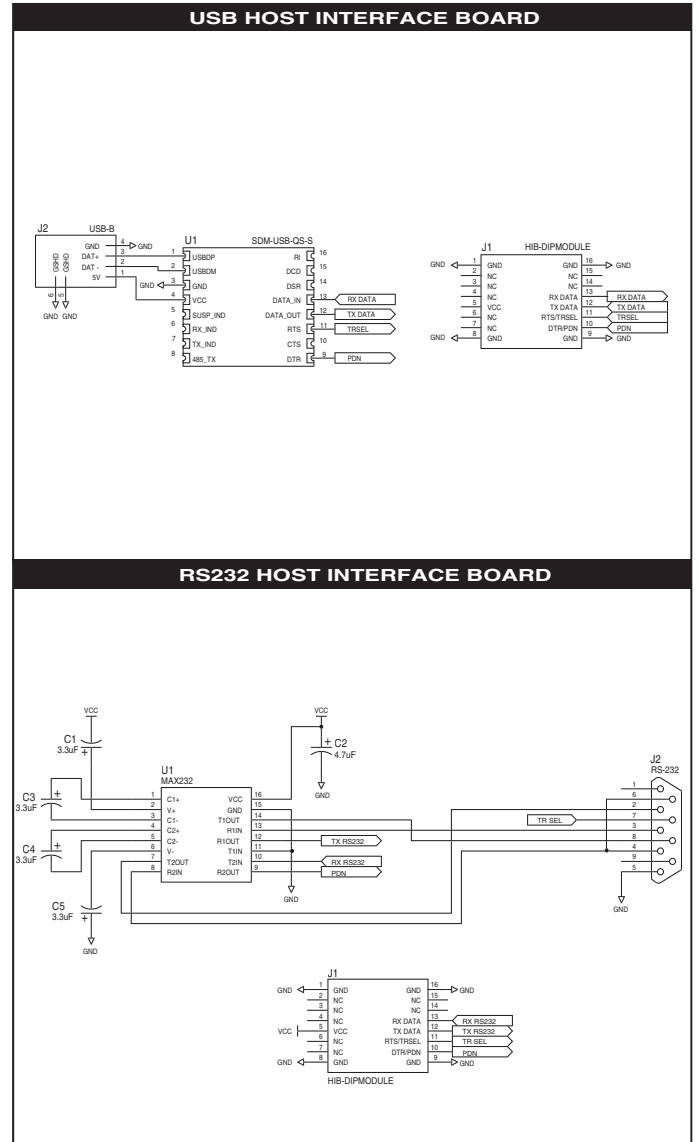 USB HOST INTERFACE BOARD
J2 USB-B
GND 4 GND
DAT+ 3
DAT - 2
5V 1
GSHD GSHD
6 5
GND GND
U1 SDM-USB-QS-S
1 USBDP RI 16
2 USBDM DCD 15
GND 3 GND DSR 14
4 VCC DATA_IN 13 RX DATA
5 SUSP_IND DATA_OUT 12 TX DATA
6 RX_IND RTS 11 TRSEL
7 TX_IND CTS 10
8 485_TX DTR 9 PDN
J1 HIB-DIPMODULE
GND 1 GND GND 16 GND
2 NC NC 15
3 NC NC 14
4 NC RX DATA 13 RX DATA
5 VCC TX DATA 12 TX DATA
6 NC RTS/TRSEL 11 TRSEL
7 NC DTR/PDN 10 PDN
GND 8 GND GND 9 GND
RS232 HOST INTERFACE BOARD
VCC
C1
3.3uF +
C3 +
3.3uF
C4 +
3.3uF
C5
3.3uF +
GND
U1
MAX232
1 C1+ VCC 16
2 V+ GND 15
3 C1- T1OUT 14
4 C2+ R1IN 13
5 C2- R1OUT 12 TX RS232
6 V- T1IN 11
7 T2OUT T2IN 10 RX RS232
8 R2IN R2OUT 9 PDN
VCC
+ C2
4.7uF
GND
GND
TR SEL
J2
RS-232
1
6
2
7
3
8
4
9
5
GND
J1
GND 1 GND GND 16 GND
2 NC NC 15
3 NC NC 14
4 NC RX DATA 13 RX RS232
VCC 5 VCC TX DATA 12 TX RS232
6 NC RTS/TRSEL 11 TR SEL
7 NC DTR/PDN 10 PDN
GND 8 GND GND 9 GND
HIB-DIPMODULE